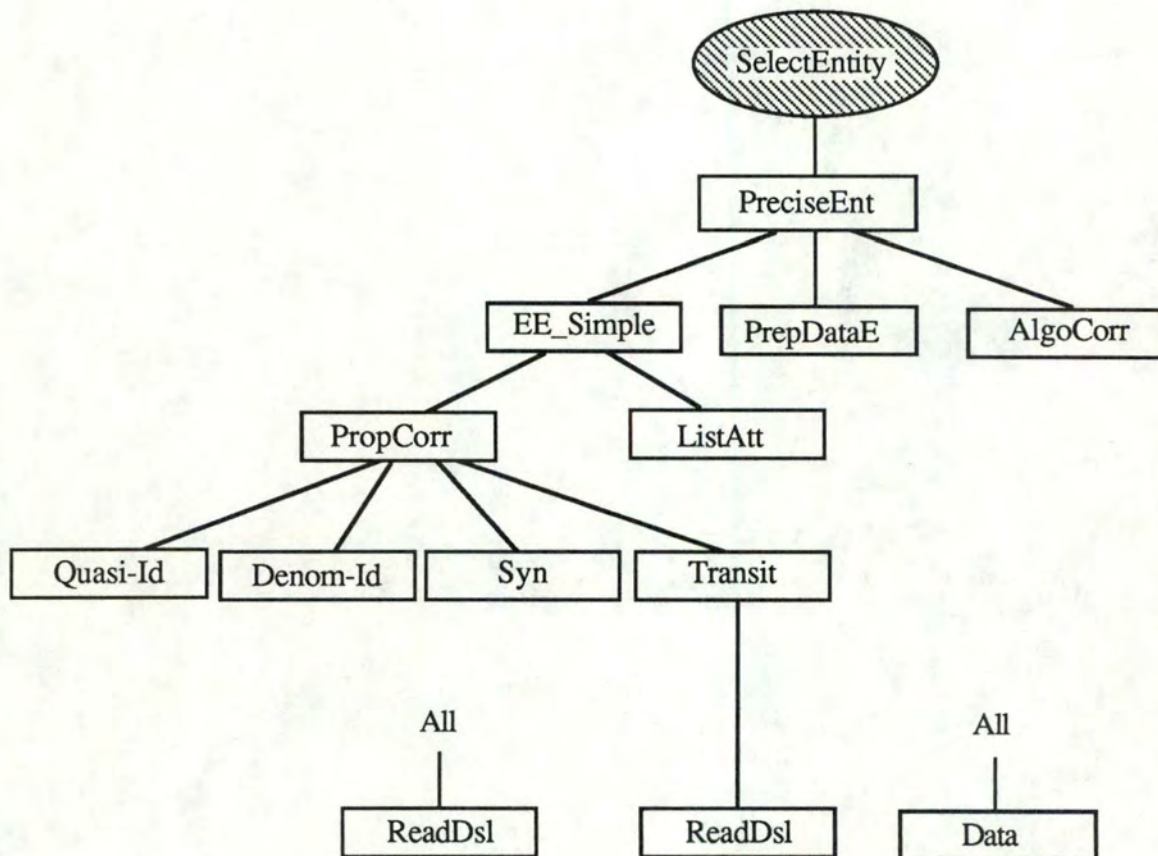 SelectEntity
PreciseEnt
EE_Simple
PrepDataE
AlgoCorr
PropCorr
ListAtt
Quasi-Id
Denom-Id
Syn
Transit
All
All
ReadDsl
ReadDsl
Data